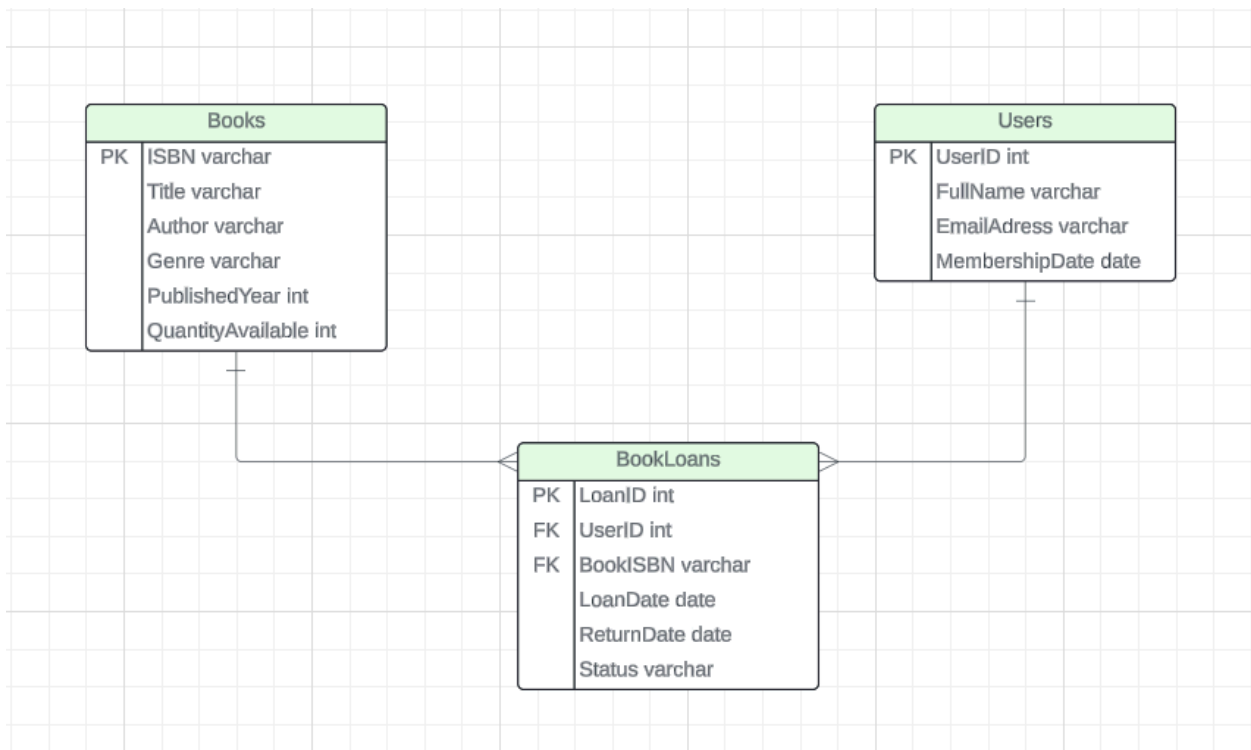 Books
PK ISBN varchar
Title varchar
Author varchar
Genre varchar
PublishedYear int
QuantityAvailable int
Users
PK UserID int
FullName varchar
EmailAdress varchar
MembershipDate date
BookLoans
PK LoanID int
FK UserID int
FK BookISBN varchar
LoanDate date
ReturnDate date
Status varchar